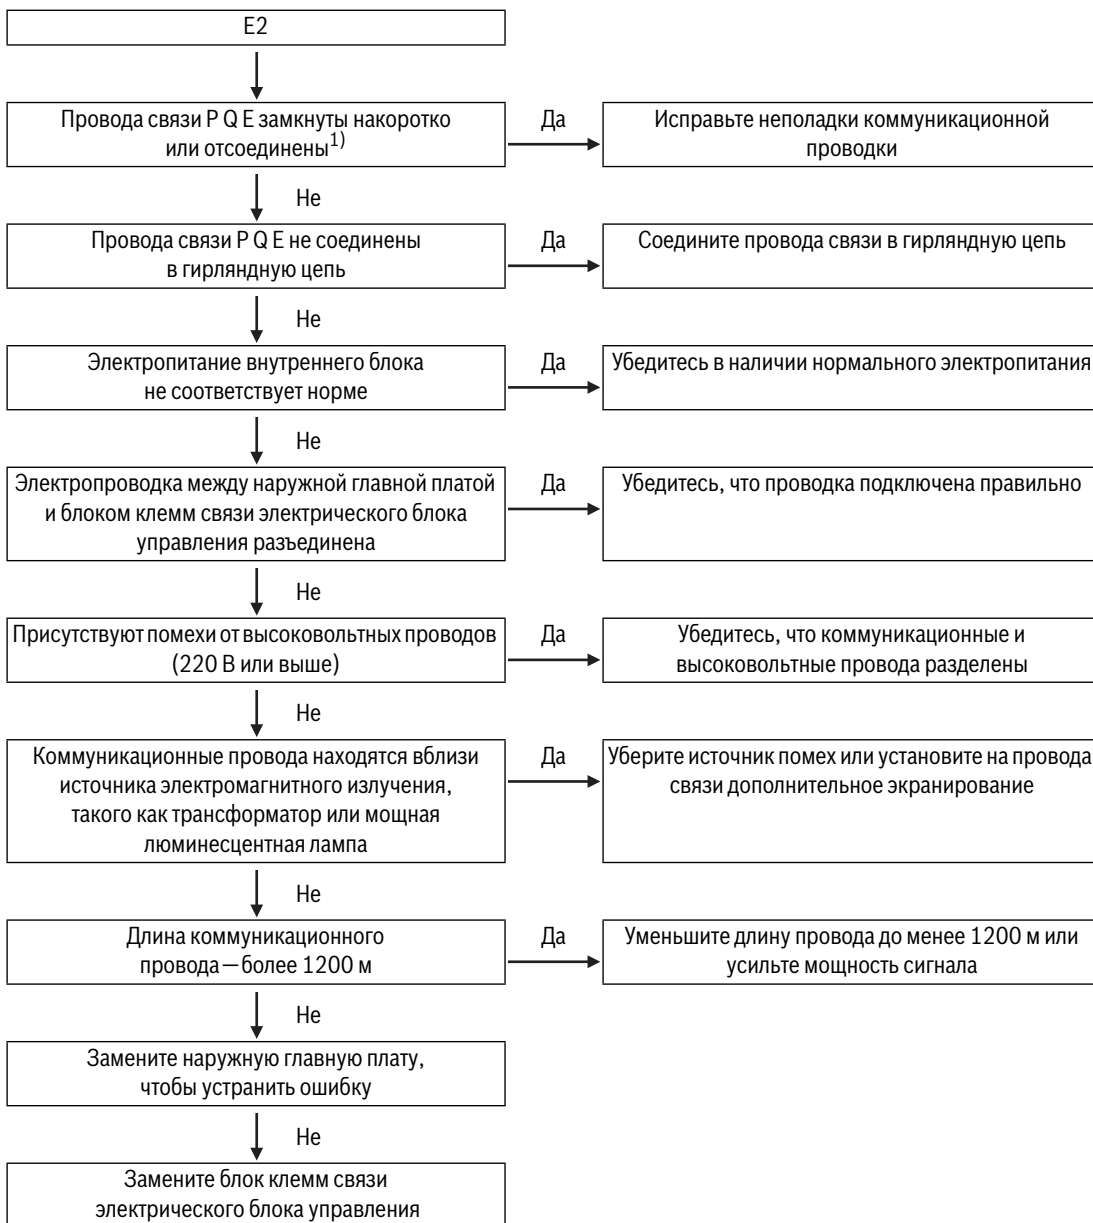 E2
Провода связи P Q E замкнуты накоротко
или отсоединены1)
Да
Исправьте неполадки коммуникационной
проводки
Не
Провода связи P Q E не соединены
в гирляндную цепь
Да
Соедините провода связи в гирляндную цепь
Не
Электропитание внутреннего блока
не соответствует норме
Да
Убедитесь в наличии нормального электропитания
Не
Электропроводка между наружной главной платой
и блоком клемм связи электрического блока
управления разъединена
Да
Убедитесь, что проводка подключена правильно
Не
Присутствуют помехи от высоковольтных проводов
(220 В или выше)
Да
Убедитесь, что коммуникационные и
высоковольтные провода разделены
Не
Коммуникационные провода находятся вблизи
источника электромагнитного излучения,
такого как трансформатор или мощная
люминесцентная лампа
Да
Уберите источник помех или установите на провода
связи дополнительное экранирование
Не
Длина коммуникационного
провода — более 1200 м
Да
Уменьшите длину провода до менее 1200 м или
усильте мощность сигнала
Не
Замените наружную главную плату,
чтобы устранить ошибку
Не
Замените блок клемм связи
электрического блока управления